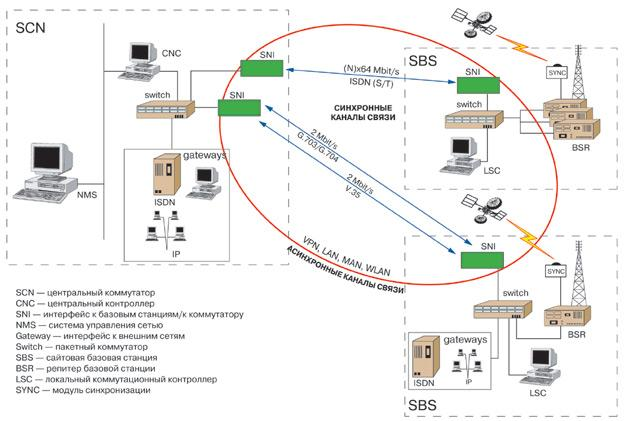 SCN
CNC
SNI
switch
SNI
NMS
gateways
ISDN
IP
(N)x64 Mbit/s
ISDN (S/T)
СИНХРОННЫЕ
КАНАЛЫ СВЯЗИ
2 Mbit/s
G.703/G.704
2 Mbit/s
V.35
VPN, LAN, MAN, WLAN
АСИНХРОННЫЕ КАНАЛЫ СВЯЗИ
SBS
SNI
SYNC
switch
LSC
BSR
SNI
SYNC
switch
BSR
gateways
ISDN
IP
LSC
SBS
SCN — центральный коммутатор
CNC — центральный контроллер
SNI — интерфейс к базовым станциям/к коммутатору
NMS — система управления сетью
Gateway — интерфейс к внешним сетям
Switch — пакетный коммутатор
SBS — сайтовая базовая станция
BSR — репитер базовой станции
LSC — локальный коммутационный контроллер
SYNC — модуль синхронизации